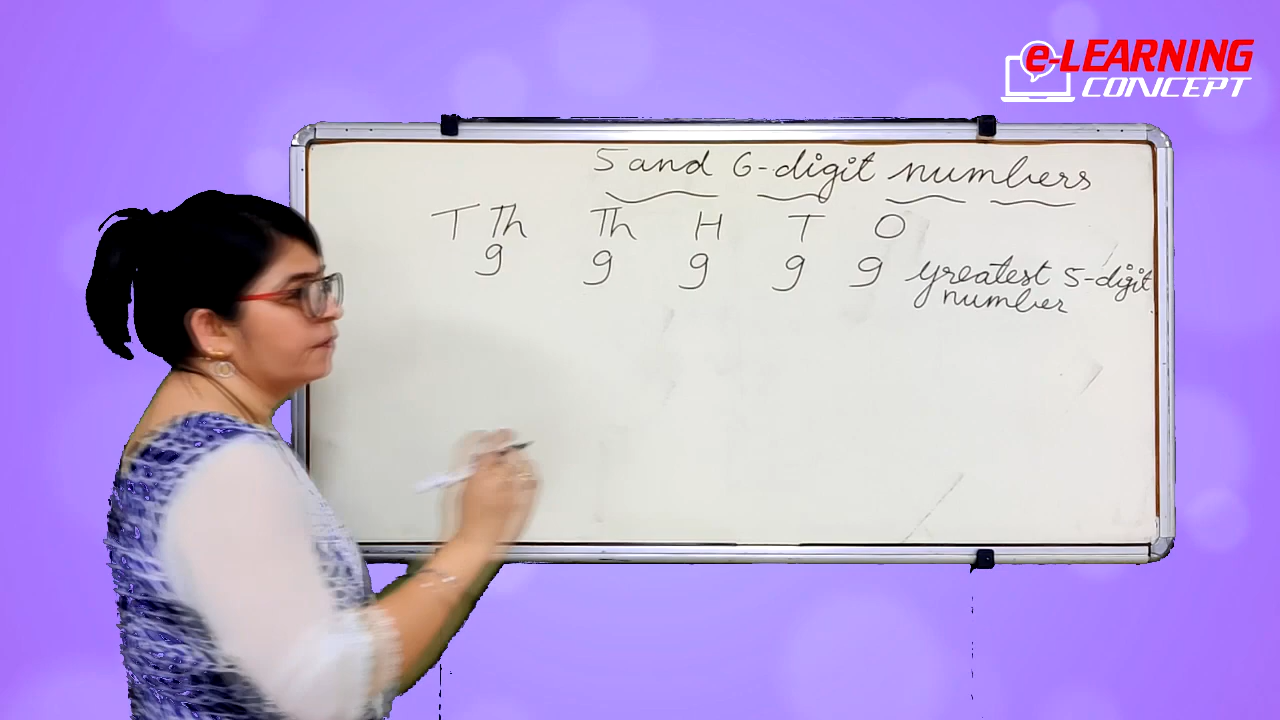 e-LEARNING
CONCEPT
5 and 6-digit numbers
T Th Th H T O
9 9 9 9 9 greatest 5-digit
number